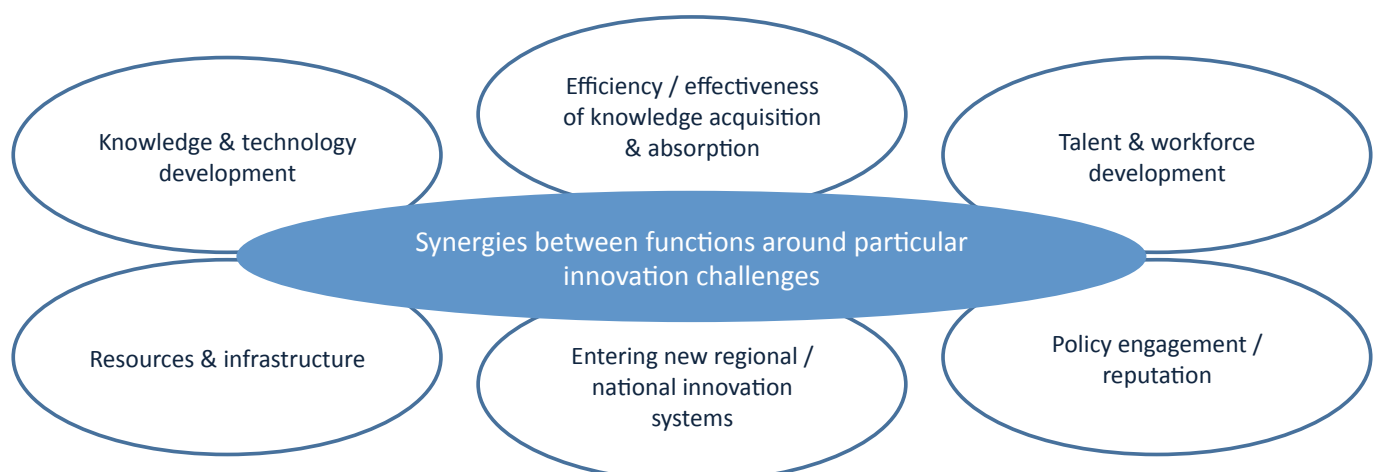 Knowledge & technology
development
Efficiency / effectiveness
of knowledge acquisition
& absorption
Talent & workforce
development
Synergies between functions around particular
innovation challenges
Resources & infrastructure
Entering new regional /
national innovation
systems
Policy engagement /
reputation